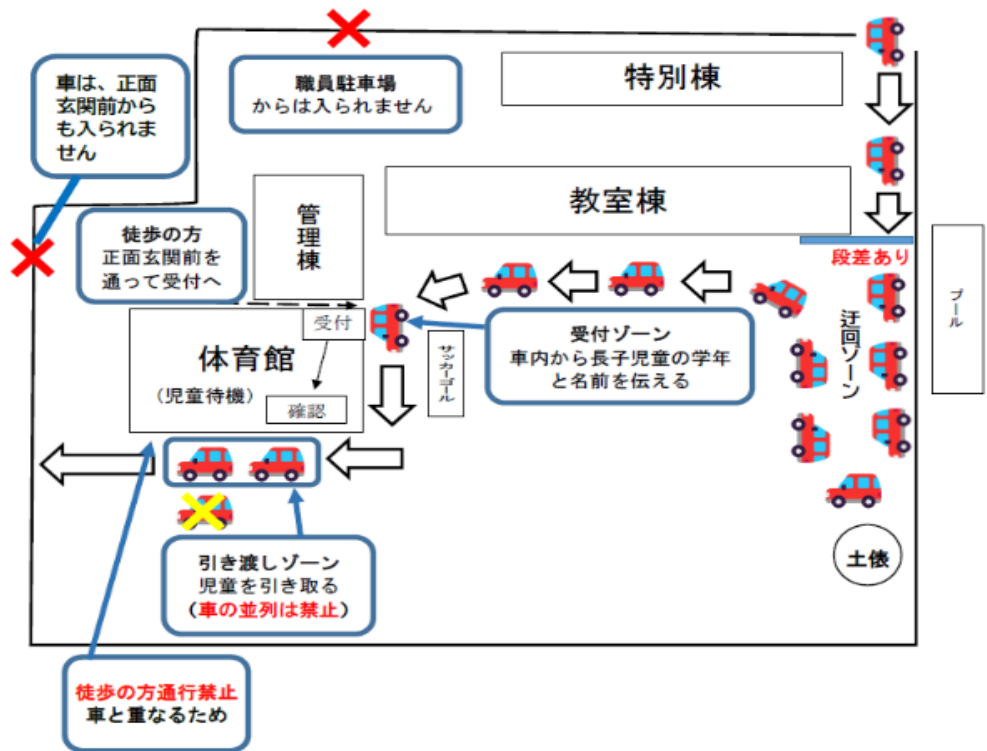 車は、正面
玄関前から
も入られま
せん
職員駐車場
からは入られません
特別棟
教室棟
管理棟
徒歩の方
正面玄関前を
通って受付へ
段差あり
プール
受付
体育館
(児童待機)
確認
サッカーゴール
受付ゾーン
車内から長子児童の学年
と名前を伝える
迂回ゾーン
引き渡しゾーン
児童を引き取る
(車の並列は禁止)
土俵
徒歩の方通行禁止
車と重なるため